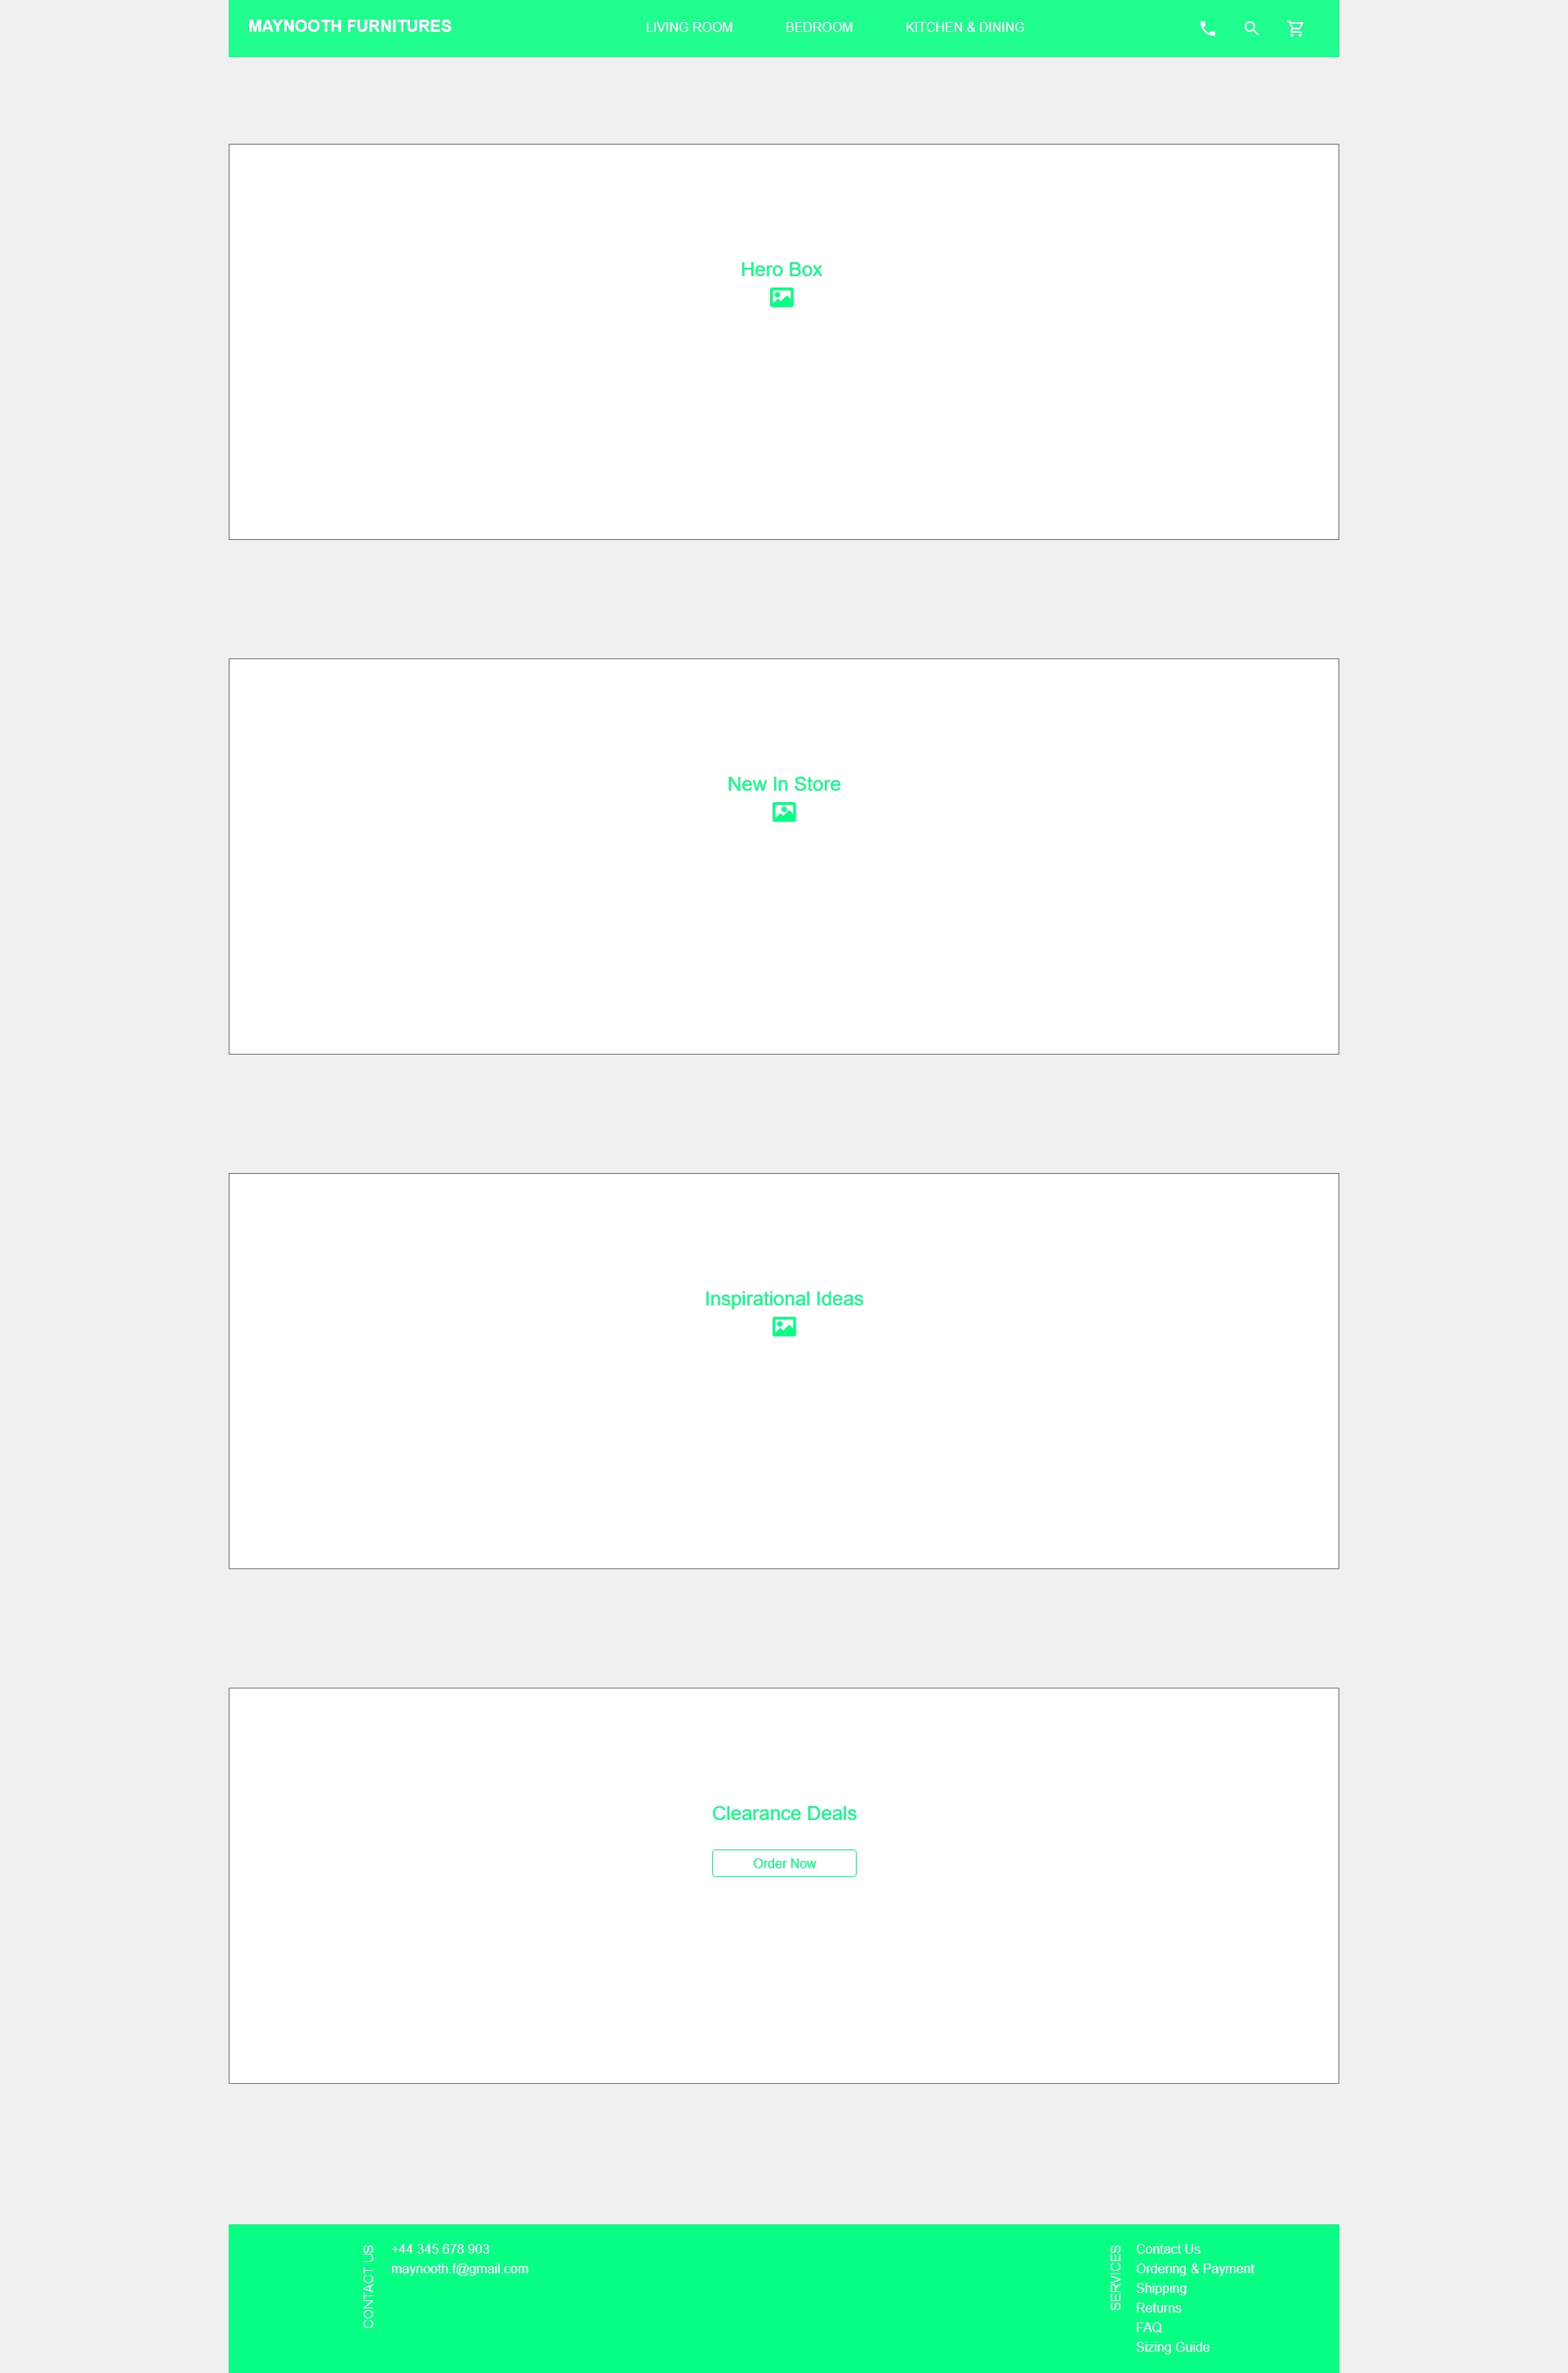 MAYNOOTH FURNITURES
LIVING ROOM
BEDROOM
KITCHEN & DINING
Hero Box
New In Store
Inspirational Ideas
Clearance Deals
Order Now
CONTACT US
+44 345 678 903
maynooth.f@gmail.com
SERVICES
Contact Us
Ordering & Payment
Shipping
Returns
FAQ
Sizing Guide